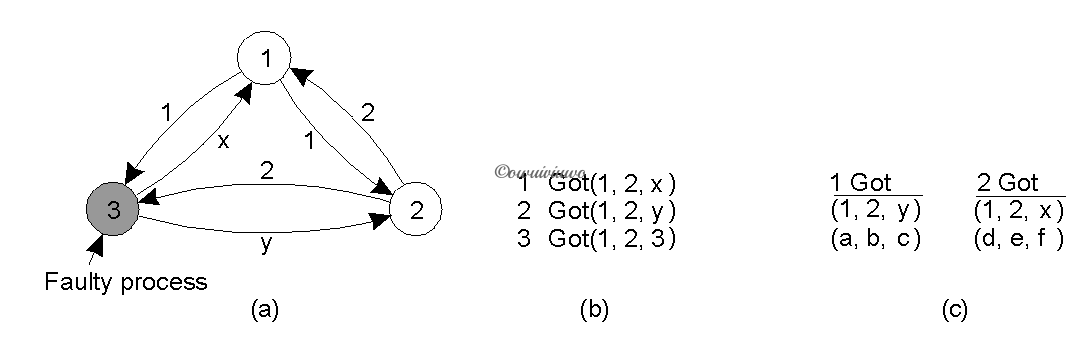 1
1
x
1
2
2
3
2
y
Faulty process
(a)
1 Got(1, 2, x)
2 Got(1, 2, y)
3 Got(1, 2, 3)
(b)
1 Got
(1, 2, y)
(a, b, c)
2 Got
(1, 2, x)
(d, e, f)
(c)